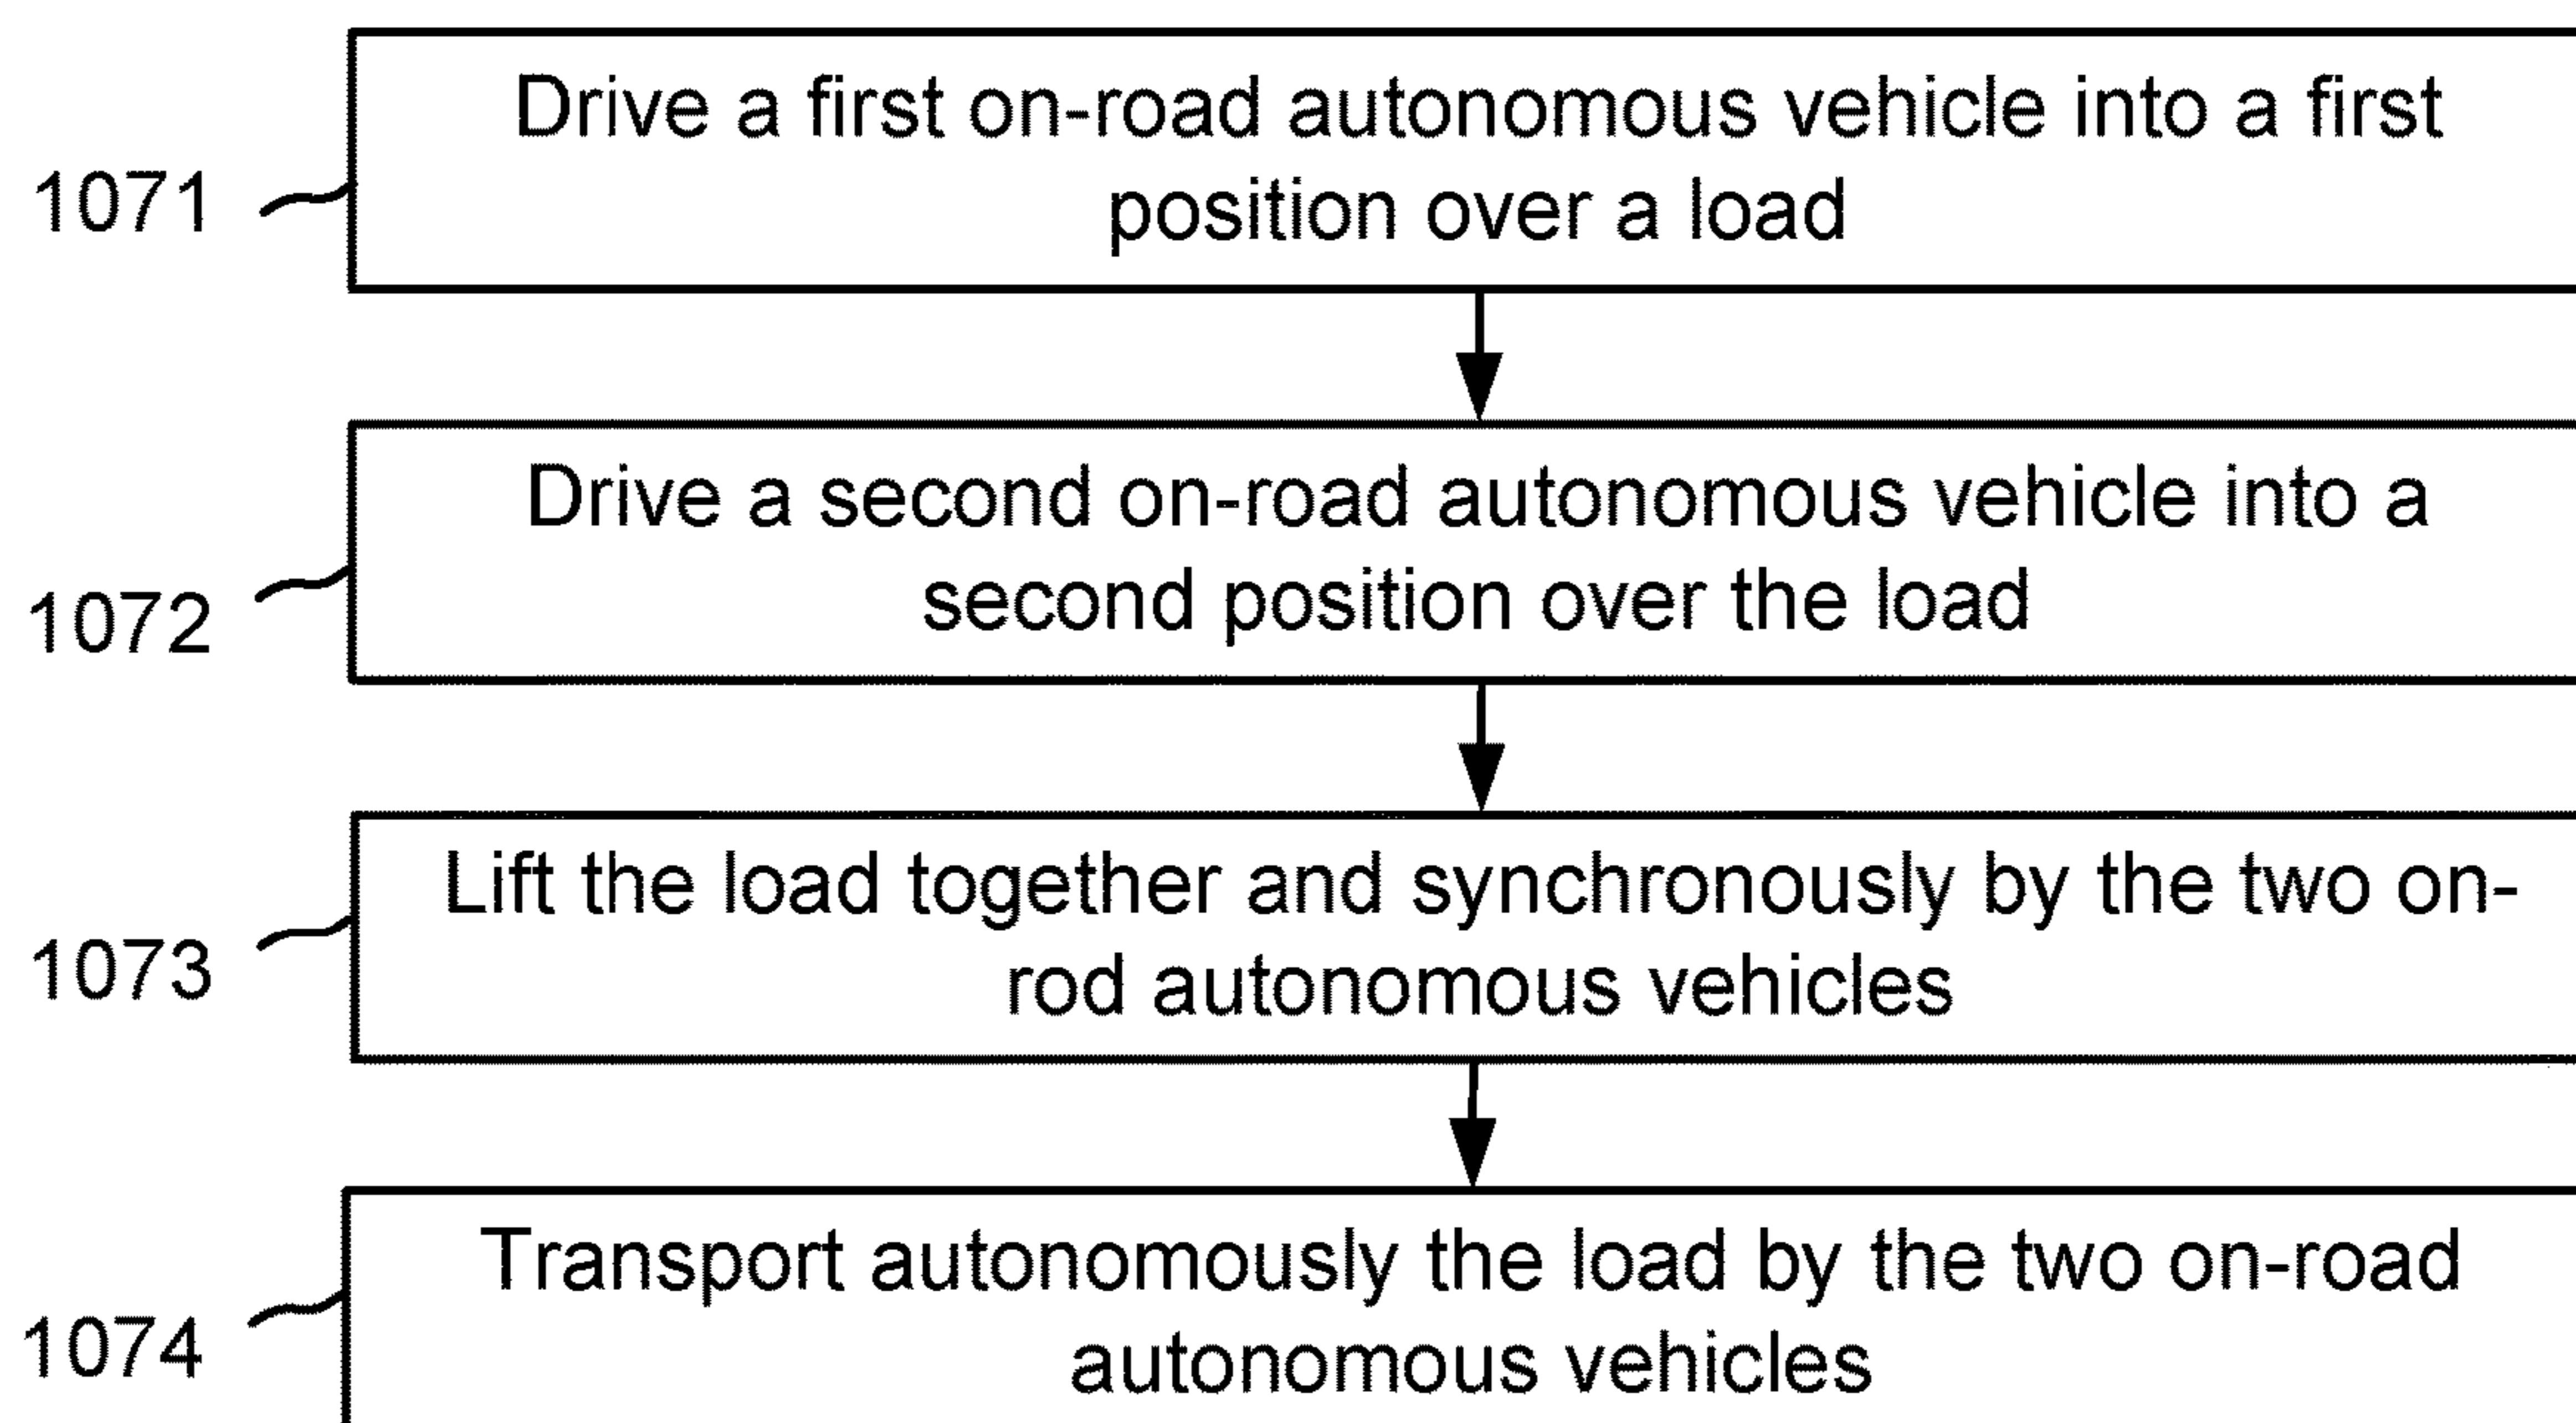 Drive a first on-road autonomous vehicle into a first
position over a load
1071
Drive a second on-road autonomous vehicle into a
second position over the load
1072
Lift the load together and synchronously by the two on-
rod autonomous vehicles
1073
Transport autonomously the load by the two on-road
autonomous vehicles
1074